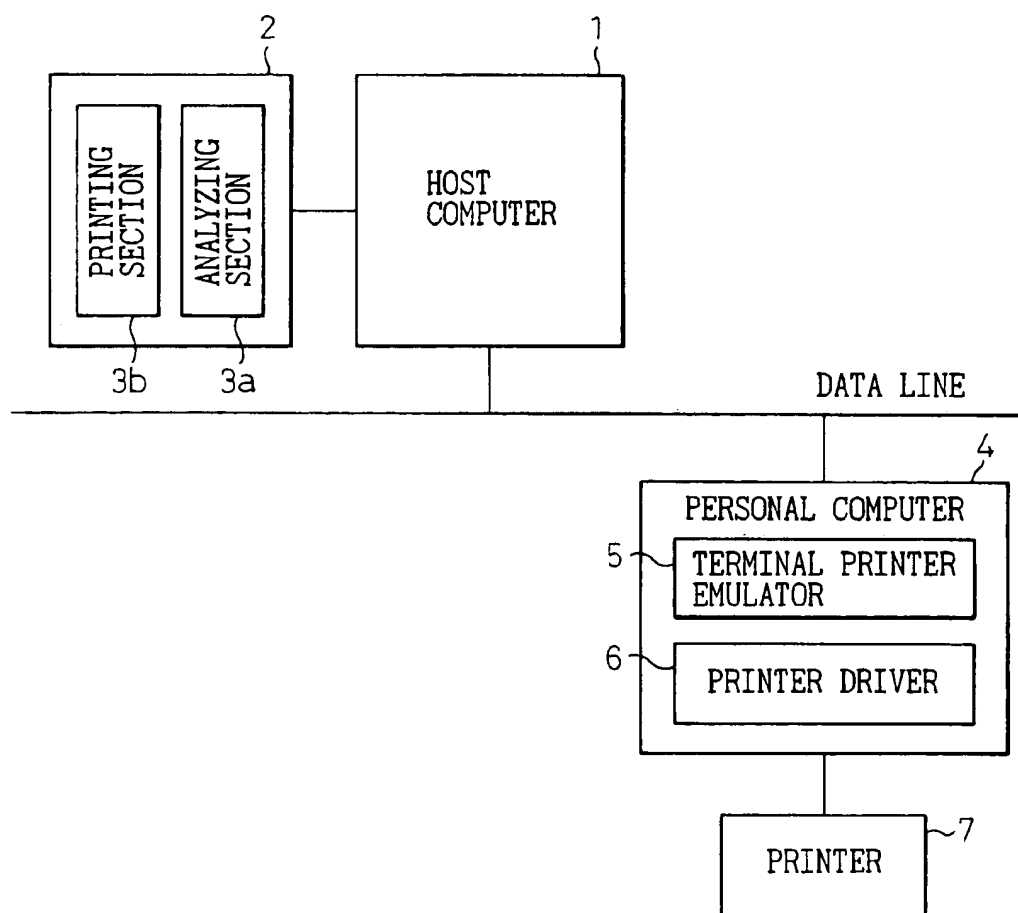 2
1
PRINTING
SECTION
ANALYZING
SECTION
HOST
COMPUTER
3b
3a
DATA LINE
4
PERSONAL COMPUTER
5
TERMINAL PRINTER
EMULATOR
6
PRINTER DRIVER
7
PRINTER